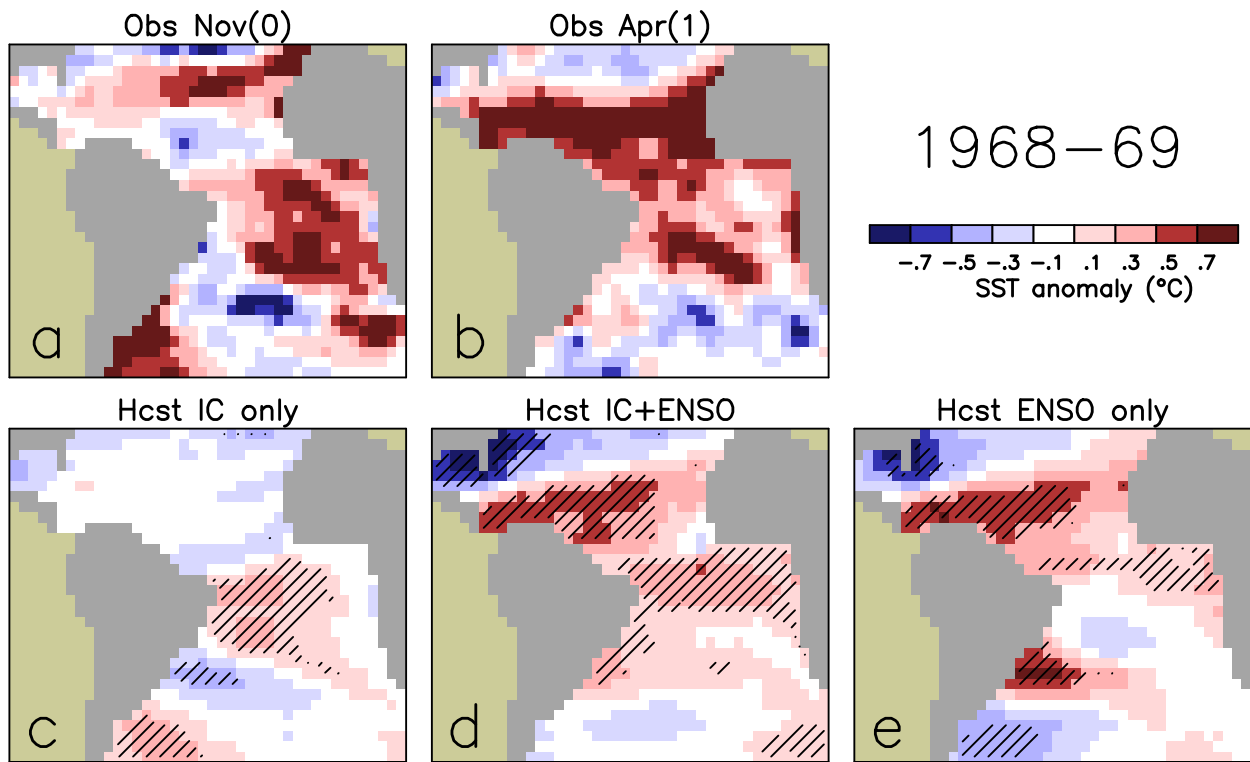 Obs Nov(0)
Obs Apr(1)
a
b
1968-69
-.7 -.5 -.3 -.1 .1 .3 .5 .7
SST anomaly (°C)
Hcst IC only
Hcst IC+ENSO
Hcst ENSO only
c
d
e